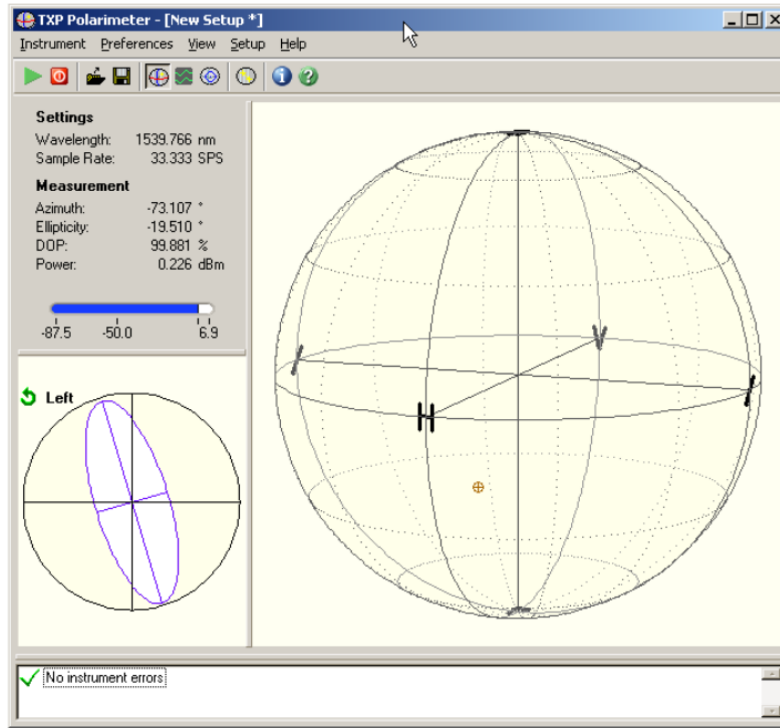 TXP Polarimeter - [New Setup *]
Instrument Preferences View Setup Help
Settings
Wavelength: 1539.766 nm
Sample Rate: 33.333 SPS
Measurement
Azimuth: -73.107 °
Ellipticity: -19.510 °
DOP: 99.881 %
Power: 0.226 dBm
-87.5 -50.0 6.9
Left
V
H
No instrument errors